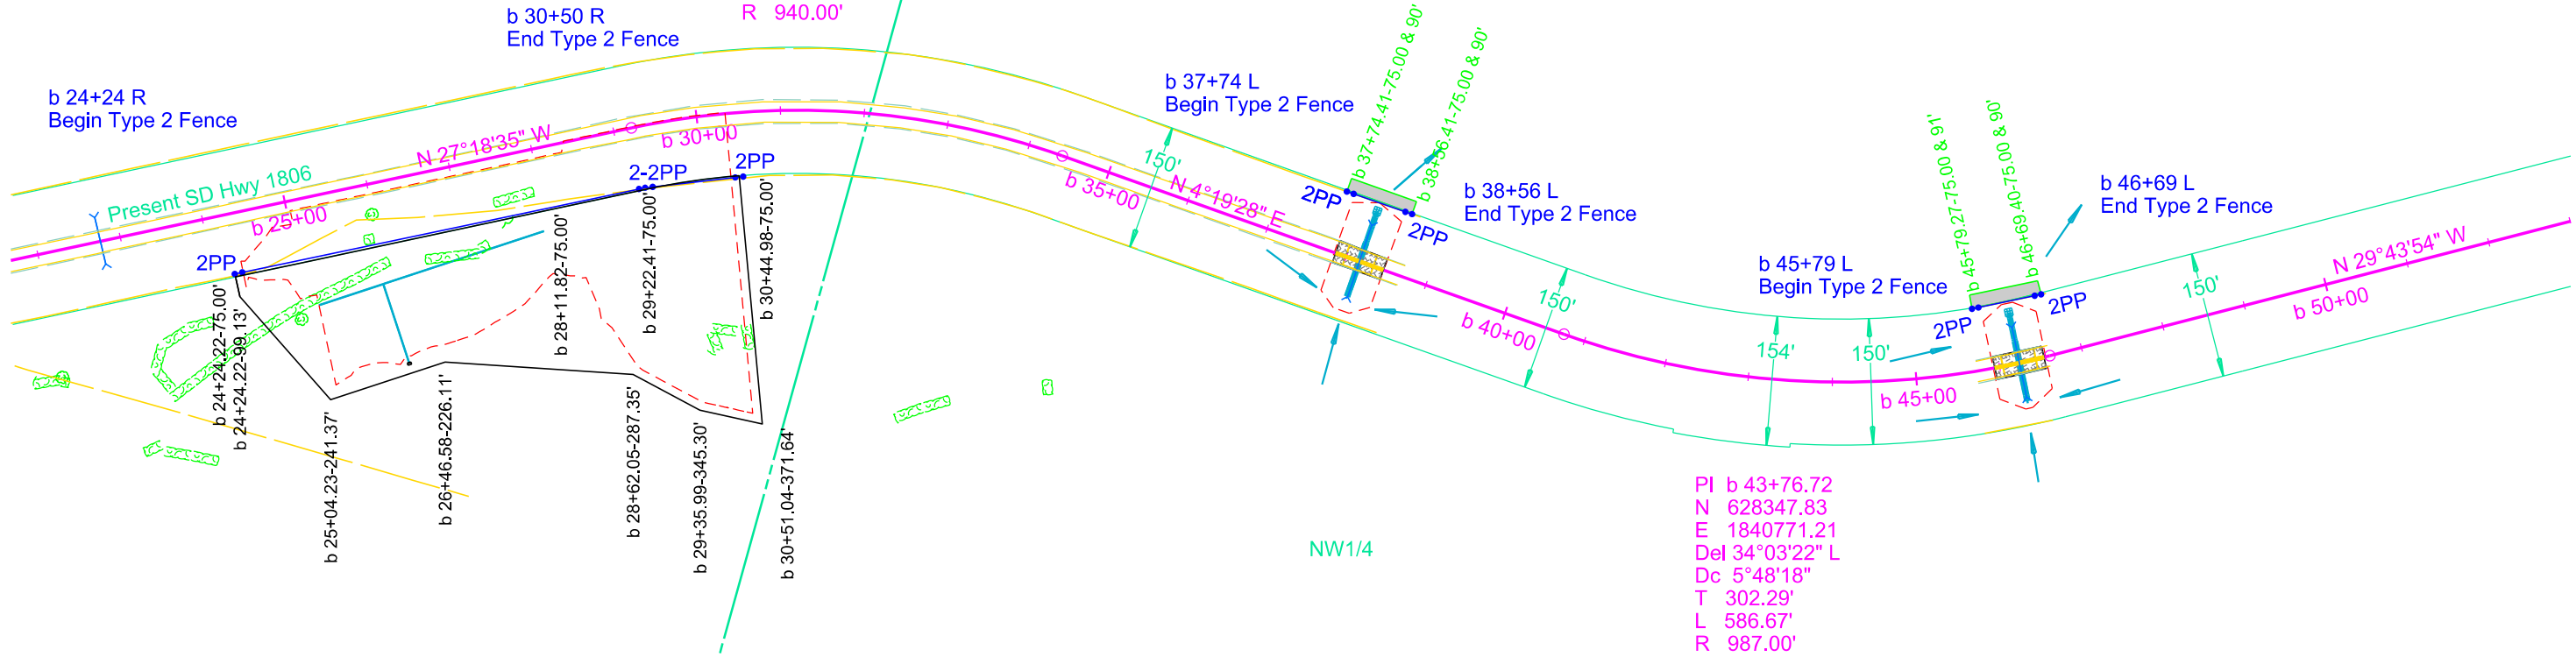 b 30+50 R
End Type 2 Fence
R 940.00'
b 24+24 R
Begin Type 2 Fence
Present SD Hwy 1806
N 27°18'35" W
b 25+00
b 30+00
2PP
2-2PP
2PP
b 24+24.22-75.00'
b 24+24.22-99.13'
b 25+04.23-241.37'
b 26+46.58-226.11'
b 28+11.82-75.00'
b 28+62.05-287.35'
b 29+22.41-75.00'
b 29+35.99-345.30'
b 30+44.98-75.00'
b 30+51.04-371.64'
b 37+74 L
Begin Type 2 Fence
b 37+74.41-75.00 & 90'
b 38+56.41-75.00 & 90'
150'
b 35+00
N 4°19'28" E
2PP
2PP
b 38+56 L
End Type 2 Fence
150'
b 40+00
b 45+79 L
Begin Type 2 Fence
154'
150'
b 45+00
b 45+79.27-75.00 & 91'
b 46+69.40-75.00 & 90'
2PP
2PP
b 46+69 L
End Type 2 Fence
150'
N 29°43'54" W
b 50+00
NW1/4
PI b 43+76.72
N 628347.83
E 1840771.21
Del 34°03'22" L
Dc 5°48'18"
T 302.29'
L 586.67'
R 987.00'